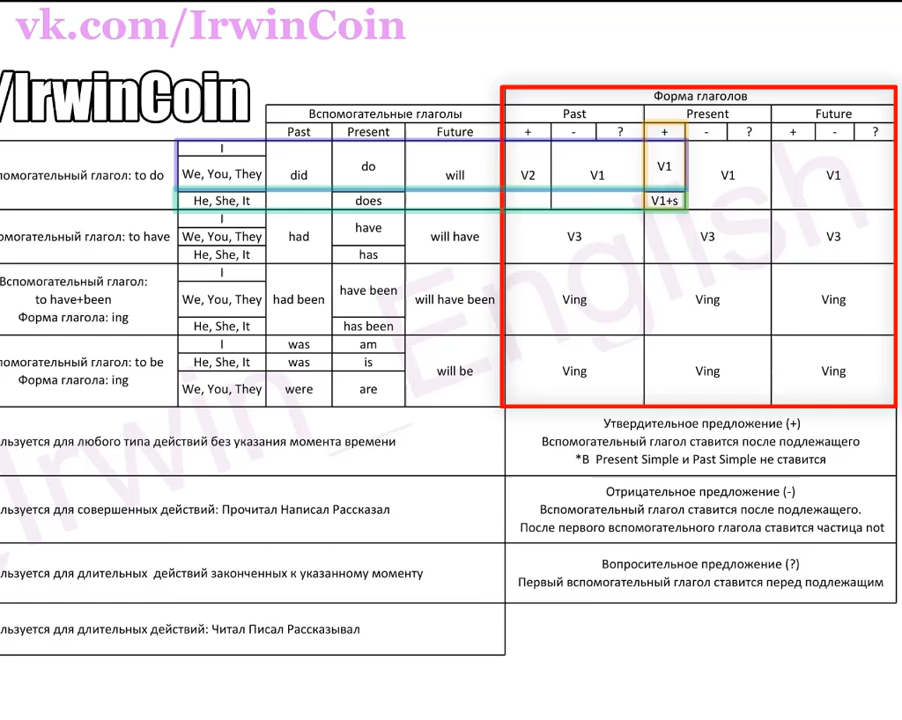 vk.com/IrwinCoin
/IrwinCoin
Форма глаголов
Вспомогательные глаголы Past Present Future
Past Present Future + - ? + - ? + - ?
I
помогательный глагол: to do We, You, They did do will V2 V1 V1 V1 V1
He, She, It does V1+s
I have
омогательный глагол: to have We, You, They had will have V3 V3 V3
He, She, It has
Вспомогательный глагол: I
to have+been We, You, They had been have been will have been Ving Ving Ving
Форма глагола: ing He, She, It has been
I was am
помогательный глагол: to be He, She, It was is will be Ving Ving Ving
Форма глагола: ing We, You, They were are
Утвердительное предложение (+)
льзуется для любого типа действий без указания момента времени Вспомогательный глагол ставится после подлежащего
*В Present Simple и Past Simple не ставится
Отрицательное предложение (-)
льзуется для совершенных действий: Прочитал Написал Рассказал Вспомогательный глагол ставится после подлежащего.
После первого вспомогательного глагола ставится частица not
Вопросительное предложение (?)
льзуется для длительных действий законченных к указанному моменту Первый вспомогательный глагол ставится перед подлежащим
льзуется для длительных действий: Читал Писал Рассказывал
Irwin_English